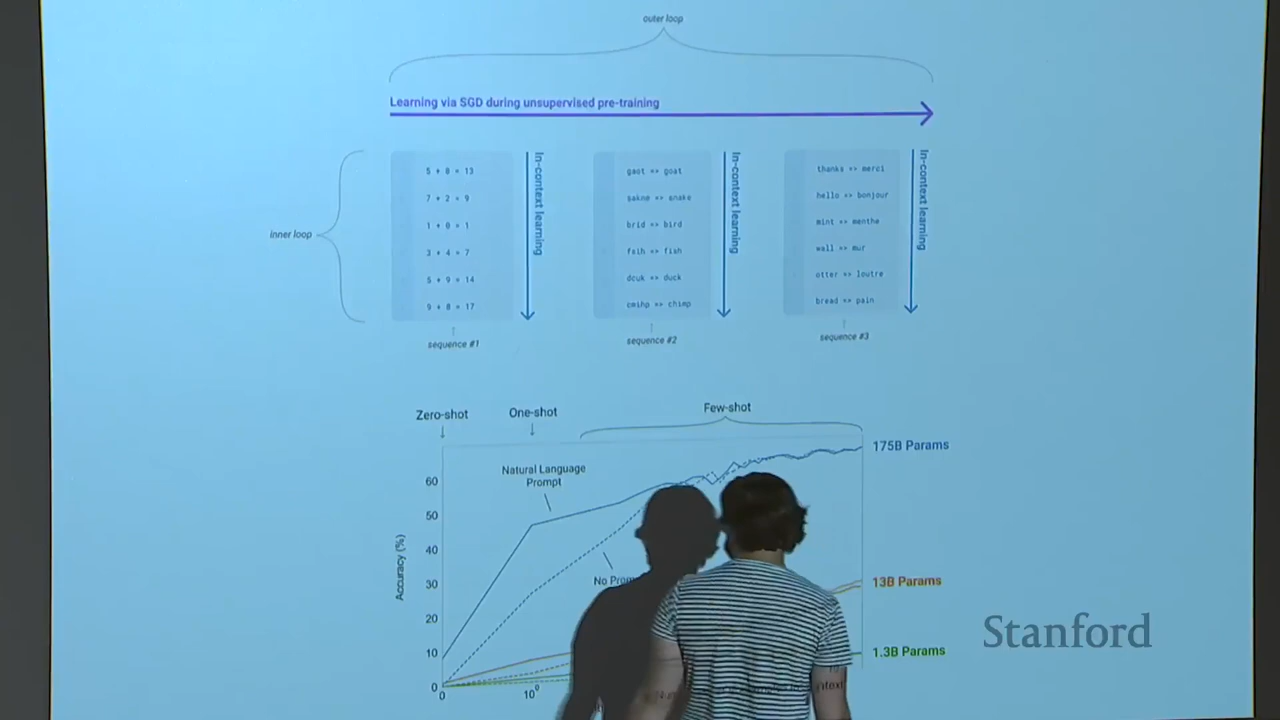 outer loop
Learning via SGD during unsupervised pre-training
inner loop
5 + 8 = 13
7 + 2 = 9
1 + 0 = 1
3 + 4 = 7
5 + 9 = 14
9 + 8 = 17
sequence #1
In-context learning
gaot => goat
sakne => snake
brid => bird
fsih => fish
dcuk => duck
cmihp => chimp
sequence #2
In-context learning
thanks => merci
hello => bonjour
mint => menthe
wall => mur
otter => loutre
bread => pain
sequence #3
In-context learning
Zero-shot
One-shot
Few-shot
175B Params
Natural Language
Prompt
60
50
40
30
20
10
0
Accuracy (%)
No
13B Params
1.3B Params
0
10⁰
Stanford